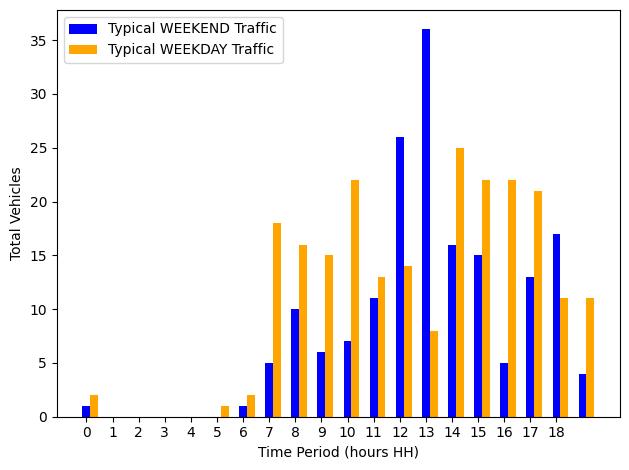 Typical WEEKEND Traffic
Typical WEEKDAY Traffic
35
30
25
20
15
10
5
0
Total Vehicles
0 1 2 3 4 5 6 7 8 9 10 11 12 13 14 15 16 17 18
Time Period (hours HH)